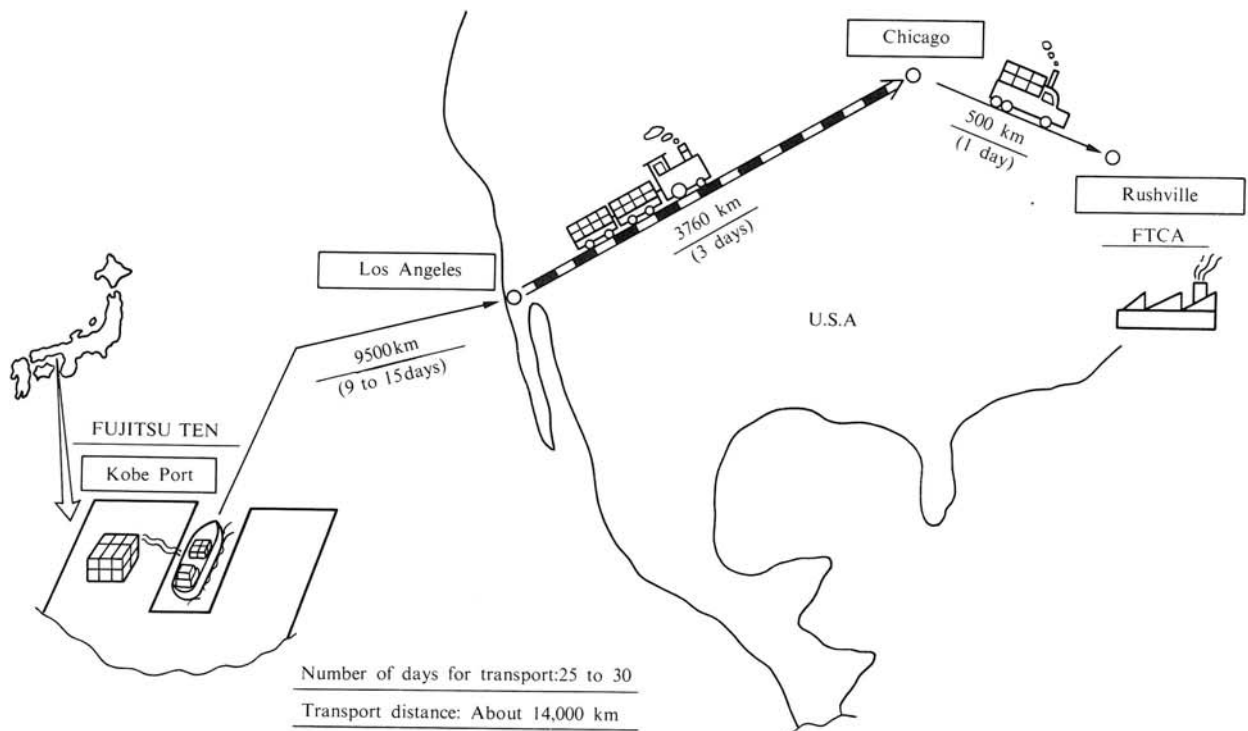 Chicago
500 km
(1 day)
Rushville
FTCA
3760 km
(3 days)
Los Angeles
U.S.A
9500km
(9 to 15days)
FUJITSU TEN
Kobe Port
Number of days for transport:25 to 30
Transport distance: About 14,000 km